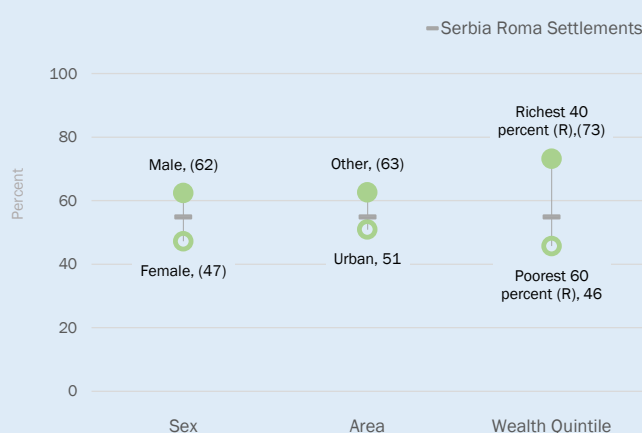 Serbia Roma Settlements
100
80
60
40
20
0
Percent
Male, (62)
Female, (47)
Other, (63)
Urban, 51
Richest 40
percent (R),(73)
Poorest 60
percent (R), 46
Sex
Area
Wealth Quintile